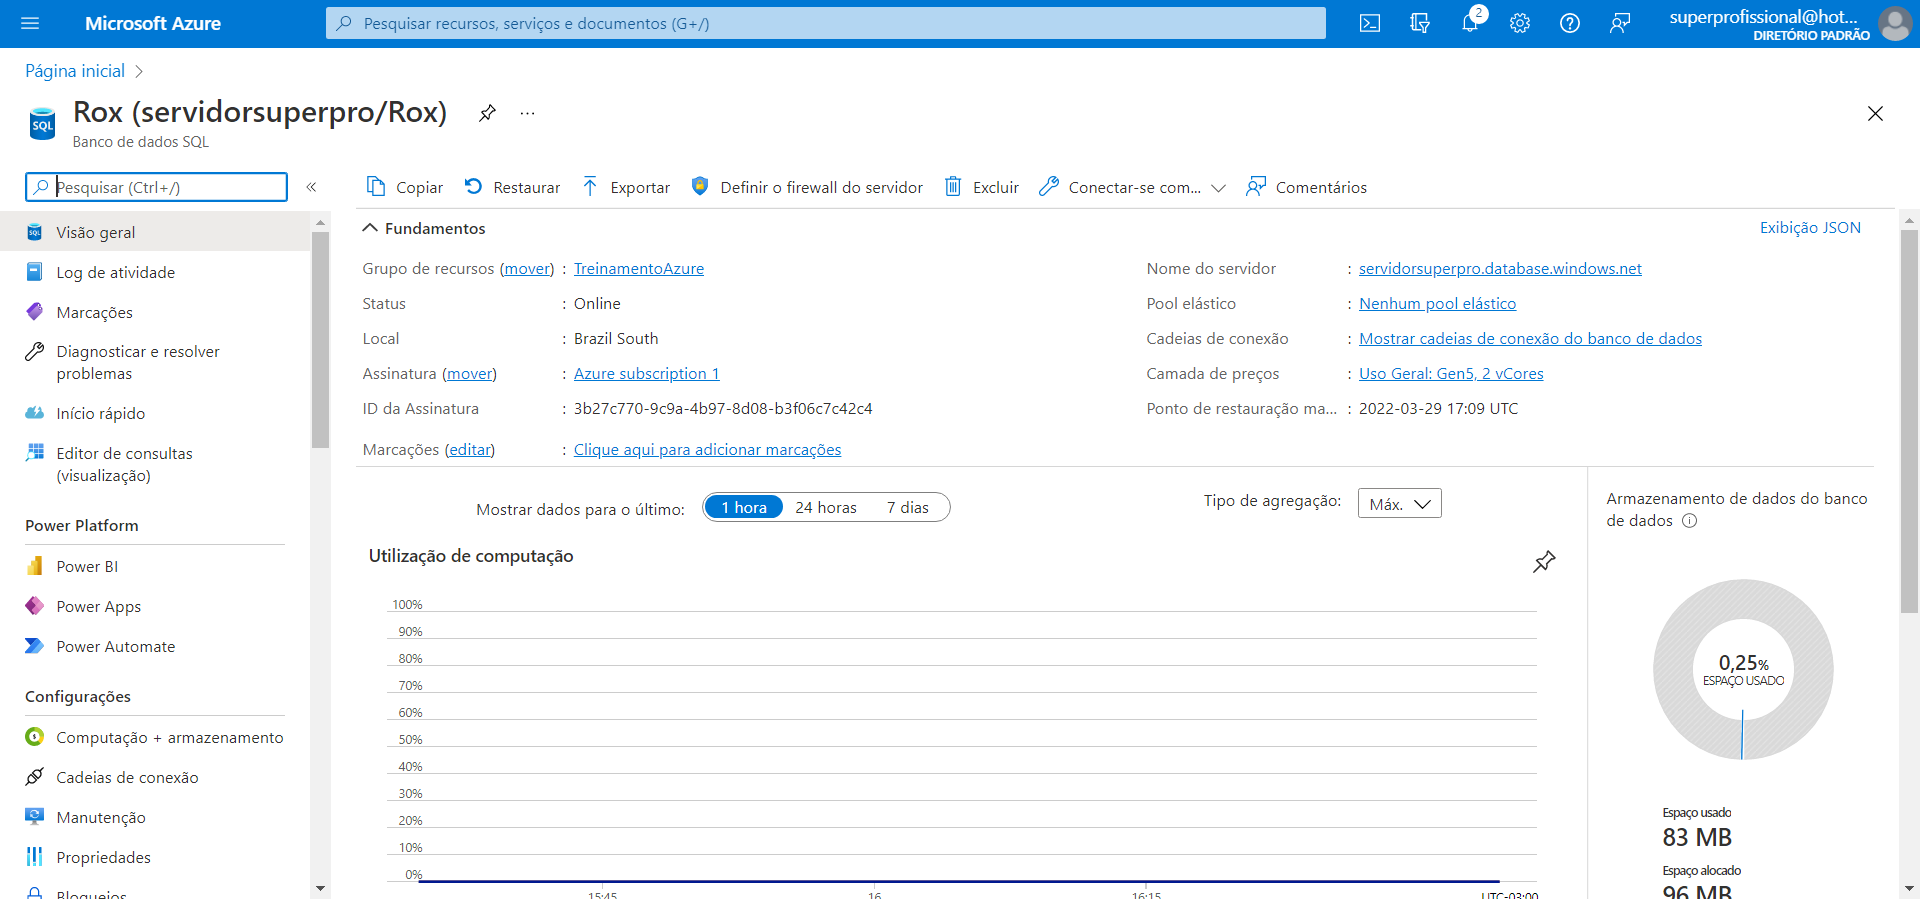 Microsoft Azure
Pesquisar recursos, serviços e documentos (G+/)
2
superprofissional@hot...
DIRETÓRIO PADRÃO
Página inicial
SQL
Rox (servidorsuperpro/Rox)
...
Banco de dados SQL
Pesquisar (Ctrl+/)
«
Copiar
Restaurar
Exportar
Definir o firewall do servidor
Excluir
Conectar-se com...
Comentários
Visão geral
Log de atividade
Marcações
Diagnosticar e resolver
problemas
Início rápido
Editor de consultas
(visualização)
Power Platform
Power BI
Power Apps
Power Automate
Configurações
Computação + armazenamento
Cadeias de conexão
Manutenção
Propriedades
Bloqueios
Fundamentos
Exibição JSON
Grupo de recursos (mover) : TreinamentoAzure
Status : Online
Local : Brazil South
Assinatura (mover) : Azure subscription 1
ID da Assinatura : 3b27c770-9c9a-4b97-8d08-b3f06c7c42c4
Marcações (editar) : Clique aqui para adicionar marcações
Nome do servidor : servidorsuperpro.database.windows.net
Pool elástico : Nenhum pool elástico
Cadeias de conexão : Mostrar cadeias de conexão do banco de dados
Camada de preços : Uso Geral: Gen5, 2 vCores
Ponto de restauração ma... : 2022-03-29 17:09 UTC
Mostrar dados para o último: 1 hora 24 horas 7 dias
Tipo de agregação: Máx.
Utilização de computação
100%
90%
80%
70%
60%
50%
40%
30%
20%
10%
0%
15:45 16 16:15 UTC-03:00
Armazenamento de dados do banco
de dados
0,25%
ESPAÇO USADO
Espaço usado
83 MB
Espaço alocado
96 MB